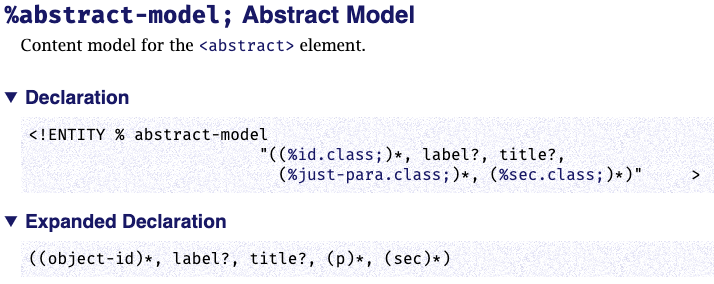 %abstract-model; Abstract Model
Content model for the <abstract> element.
▼ Declaration
<!ENTITY % abstract-model
"((%id.class;)*, label?, title?,
(%just-para.class;)*, (%sec.class;)*)" >
▼ Expanded Declaration
((object-id)*, label?, title?, (p)*, (sec)*)